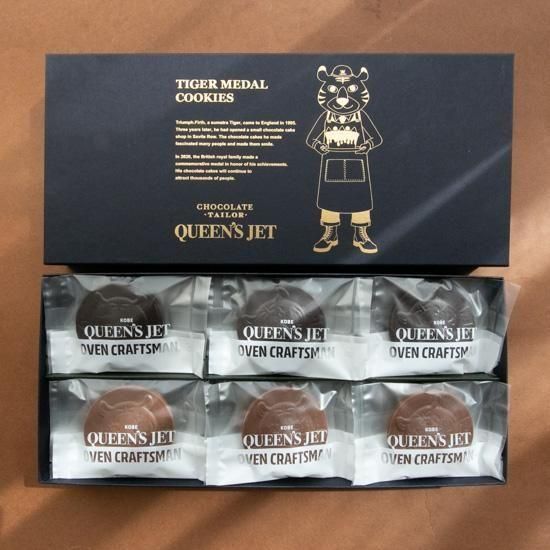 TIGER MEDAL
COOKIES
Triumph.Firth, a sumatra Tiger, came to England in 1995.
Three years later, he had opened a small chocolate cake
shop in Savile Row. The chocolate cakes he made
fascinated many people and made them smile.
In 2020, the British royal family made a
commemorative medal in honor of his achievements.
His chocolate cakes will continue to
attract thousands of people.
CHOCOLATE
TAILOR
QUEEN'S JET
KOBE
QUEEN'S JET
OVEN CRAFTSMAN
KOBE
QUEEN'S JET
OVEN CRAFTSMAN
KOBE
QUEEN'S JET
OVEN CRAFTSMAN
KOBE
QUEEN'S JET
OVEN CRAFTSMAN
KOBE
QUEEN'S JET
OVEN CRAFTSMAN
KOBE
QUEEN'S JET
OVEN CRAFTSMAN